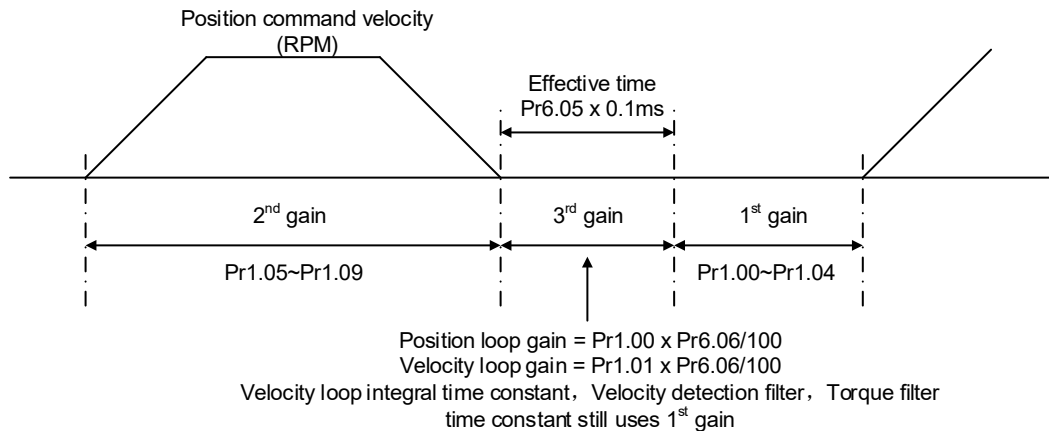 Position command velocity
(RPM)
Effective time
Pr6.05 x 0.1ms
2nd gain
3rd gain
1st gain
Pr1.05~Pr1.09
Pr1.00~Pr1.04
Position loop gain = Pr1.00 x Pr6.06/100
Velocity loop gain = Pr1.01 x Pr6.06/100
Velocity loop integral time constant，Velocity detection filter，Torque filter
time constant still uses 1st gain